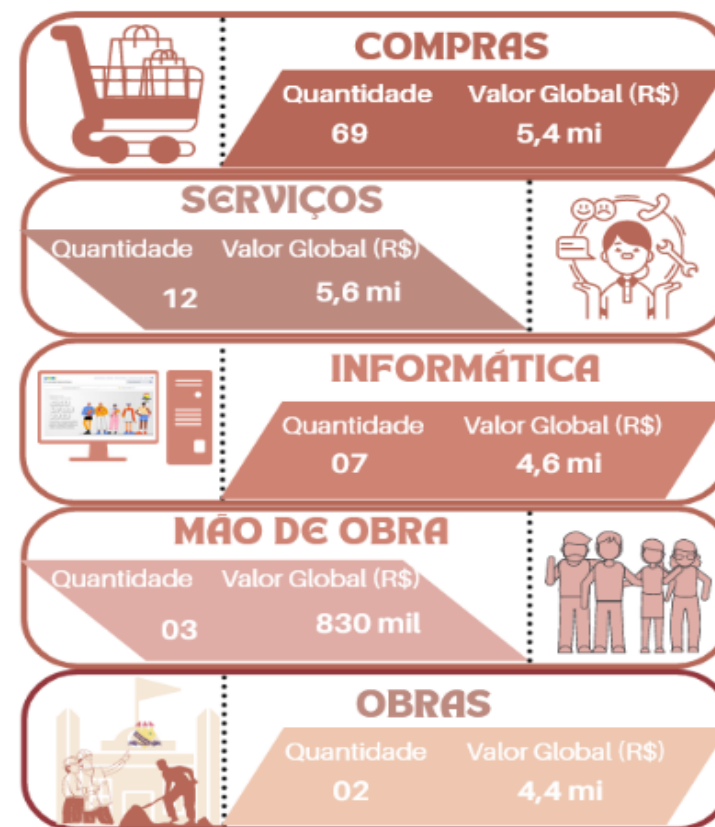 COMPRAS
Quantidade Valor Global (R$)
69 5,4 mi
SERVIÇOS
Quantidade Valor Global (R$)
12 5,6 mi
INFORMÁTICA
Quantidade Valor Global (R$)
07 4,6 mi
MÃO DE OBRA
Quantidade Valor Global (R$)
03 830 mil
OBRAS
Quantidade Valor Global (R$)
02 4,4 mi